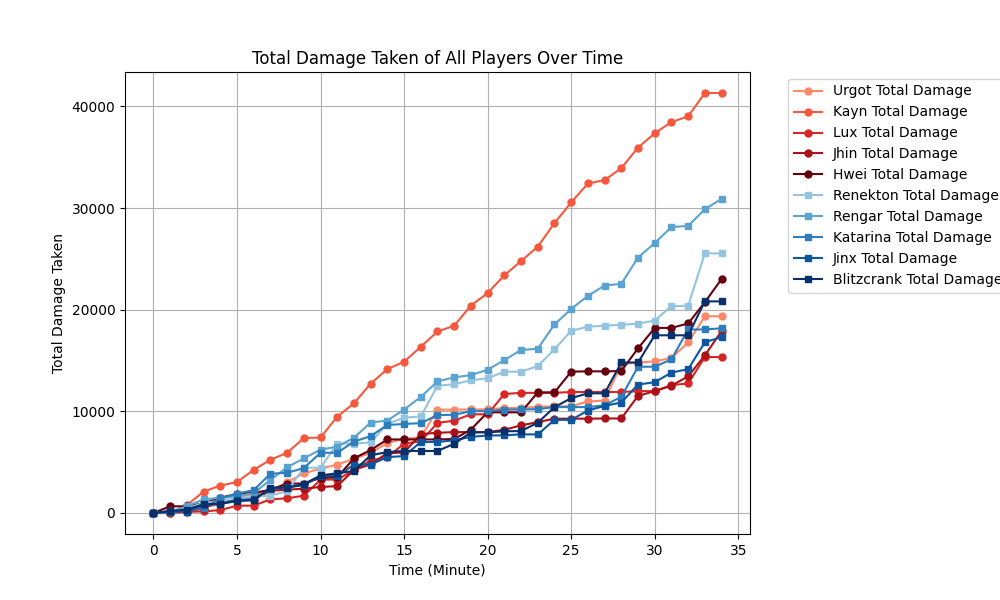 Total Damage Taken of All Players Over Time
Total Damage Taken
40000
30000
20000
10000
0
0 5 10 15 20 25 30 35
Time (Minute)
Urgot Total Damage
Kayn Total Damage
Lux Total Damage
Jhin Total Damage
Hwei Total Damage
Renekton Total Damage
Rengar Total Damage
Katarina Total Damage
Jinx Total Damage
Blitzcrank Total Damage